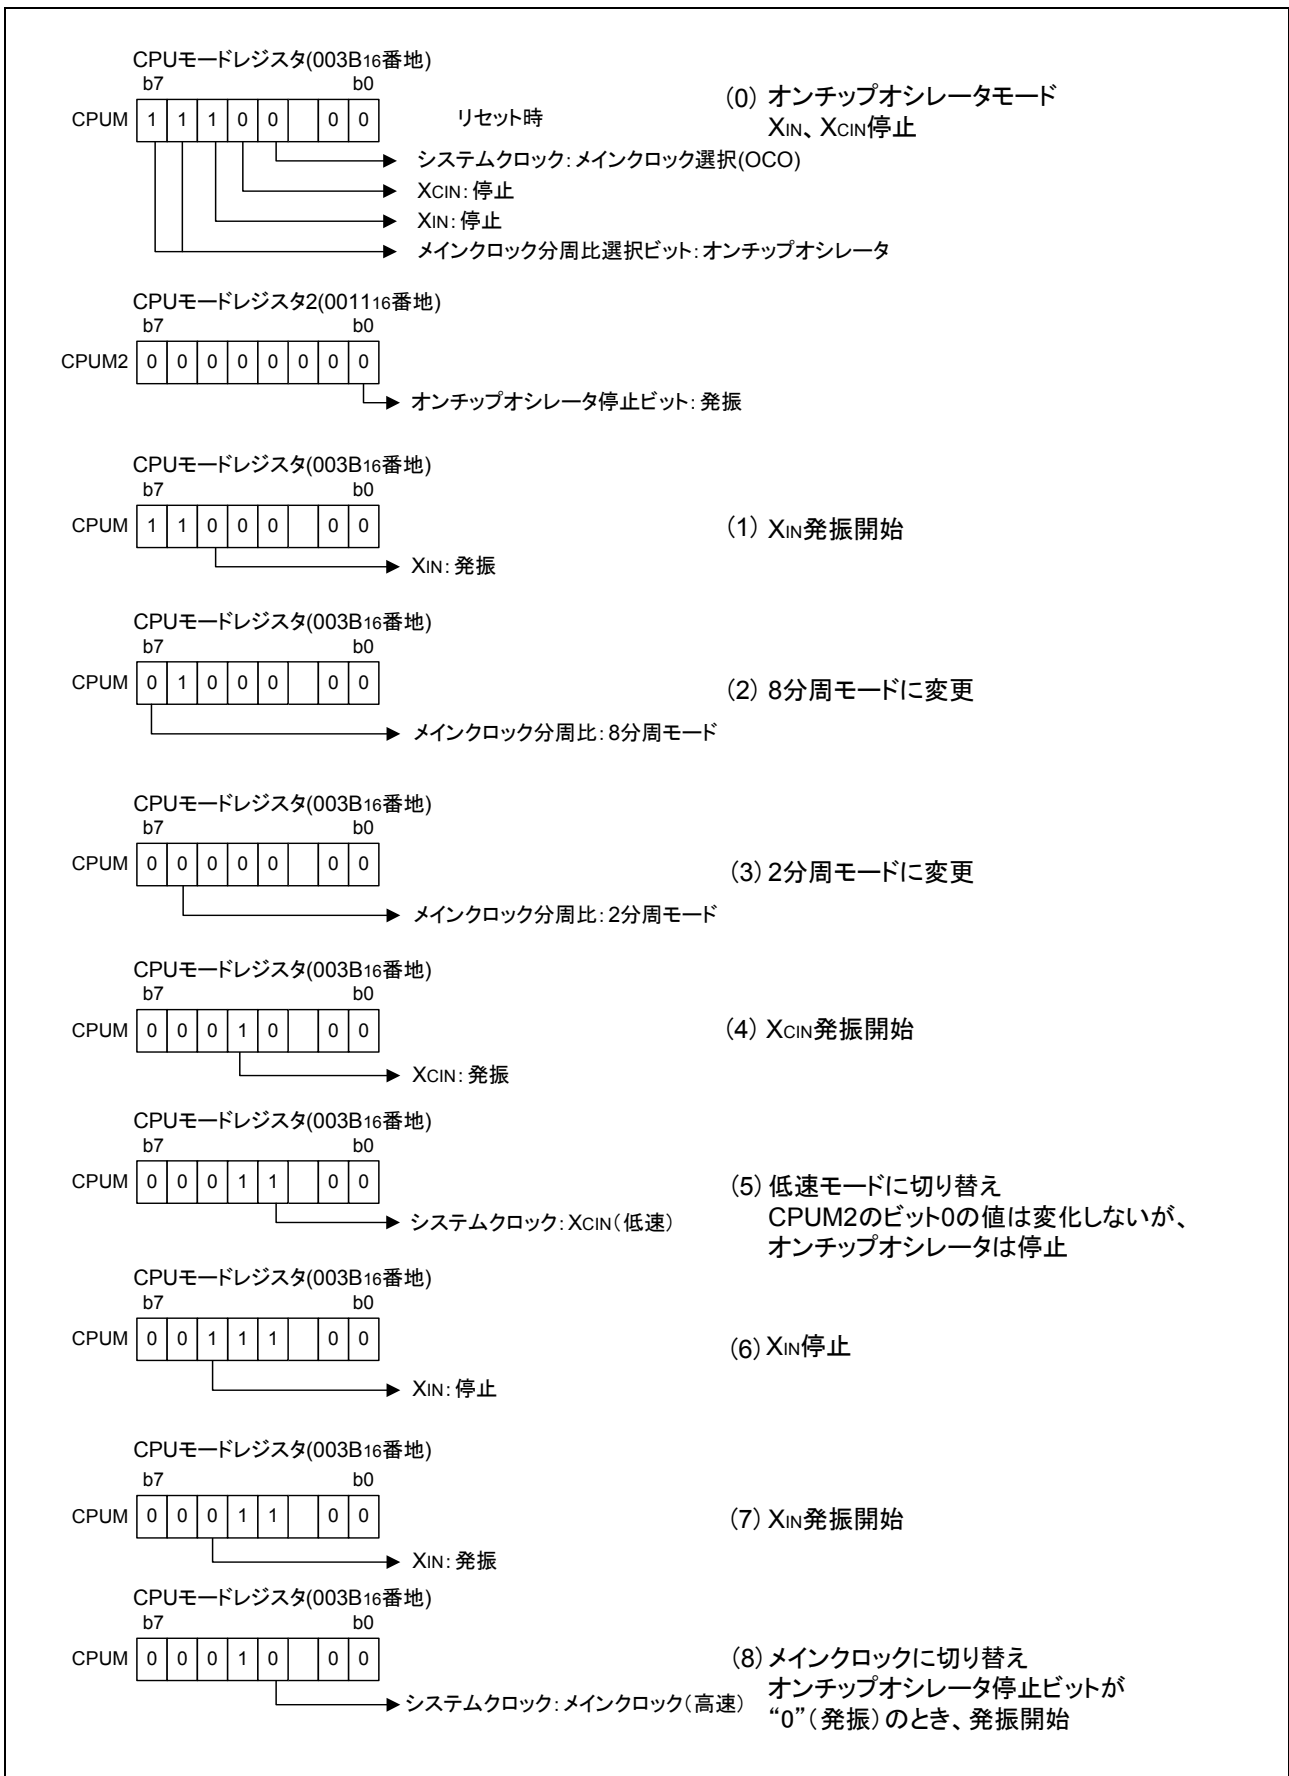 CPUモードレジスタ(003B16番地)
b7 b0
CPUM 1 1 1 0 0 0 0
リセット時
(0) オンチップオシレータモード
XIN、XCIN停止
システムクロック:メインクロック選択(OCO)
XCIN:停止
XIN:停止
メインクロック分周比選択ビット:オンチップオシレータ
CPUモードレジスタ2(001116番地)
b7 b0
CPUM2 0 0 0 0 0 0 0 0
オンチップオシレータ停止ビット:発振
CPUモードレジスタ(003B16番地)
b7 b0
CPUM 1 1 0 0 0 0 0
(1) XIN発振開始
XIN:発振
CPUモードレジスタ(003B16番地)
b7 b0
CPUM 0 1 0 0 0 0 0
(2) 8分周モードに変更
メインクロック分周比:8分周モード
CPUモードレジスタ(003B16番地)
b7 b0
CPUM 0 0 0 0 0 0 0
(3) 2分周モードに変更
メインクロック分周比:2分周モード
CPUモードレジスタ(003B16番地)
b7 b0
CPUM 0 0 0 1 0 0 0
(4) XCIN発振開始
XCIN:発振
CPUモードレジスタ(003B16番地)
b7 b0
CPUM 0 0 0 1 1 0 0
(5) 低速モードに切り替え
CPUM2のビット0の値は変化しないが、
オンチップオシレータは停止
システムクロック:XCIN(低速)
CPUモードレジスタ(003B16番地)
b7 b0
CPUM 0 0 1 1 1 0 0
(6) XIN停止
XIN:停止
CPUモードレジスタ(003B16番地)
b7 b0
CPUM 0 0 0 1 1 0 0
(7) XIN発振開始
XIN:発振
CPUモードレジスタ(003B16番地)
b7 b0
CPUM 0 0 0 1 0 0 0
(8) メインクロックに切り替え
オンチップオシレータ停止ビットが
“0”(発振)のとき、発振開始
システムクロック:メインクロック(高速)